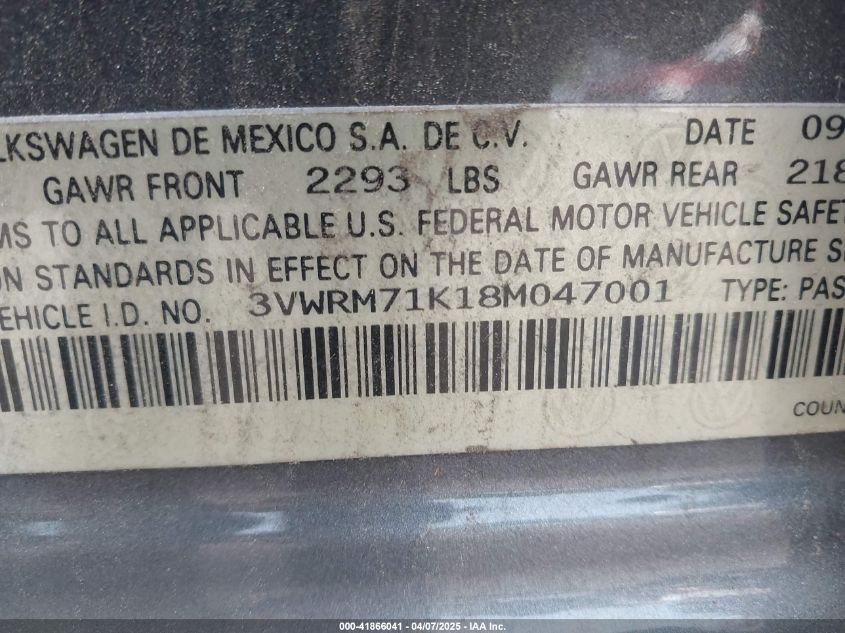 LKSWAGEN DE MEXICO S.A. DE C.V. DATE 09
GAWR FRONT 2293 LBS GAWR REAR 218
MS TO ALL APPLICABLE U.S. FEDERAL MOTOR VEHICLE SAFET
ON STANDARDS IN EFFECT ON THE DATE OF MANUFACTURE S
EHICLE I.D. NO. 3VWRM71K18M047001 TYPE: PAS
COUN
000-41866041 - 04/07/2025 - IAA Inc.